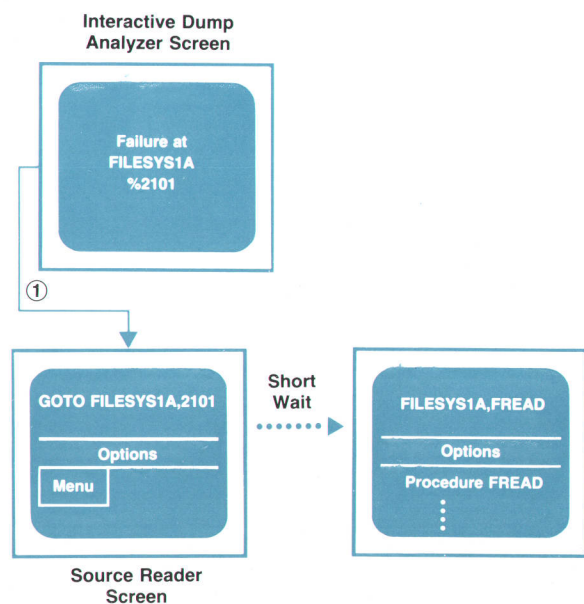 Interactive Dump
Analyzer Screen
Failure at
FILESYS1A
%2101
①
GOTO FILESYS1A,2101
Options
Menu
Source Reader
Screen
Short
Wait
FILESYS1A,FREAD
Options
Procedure FREAD